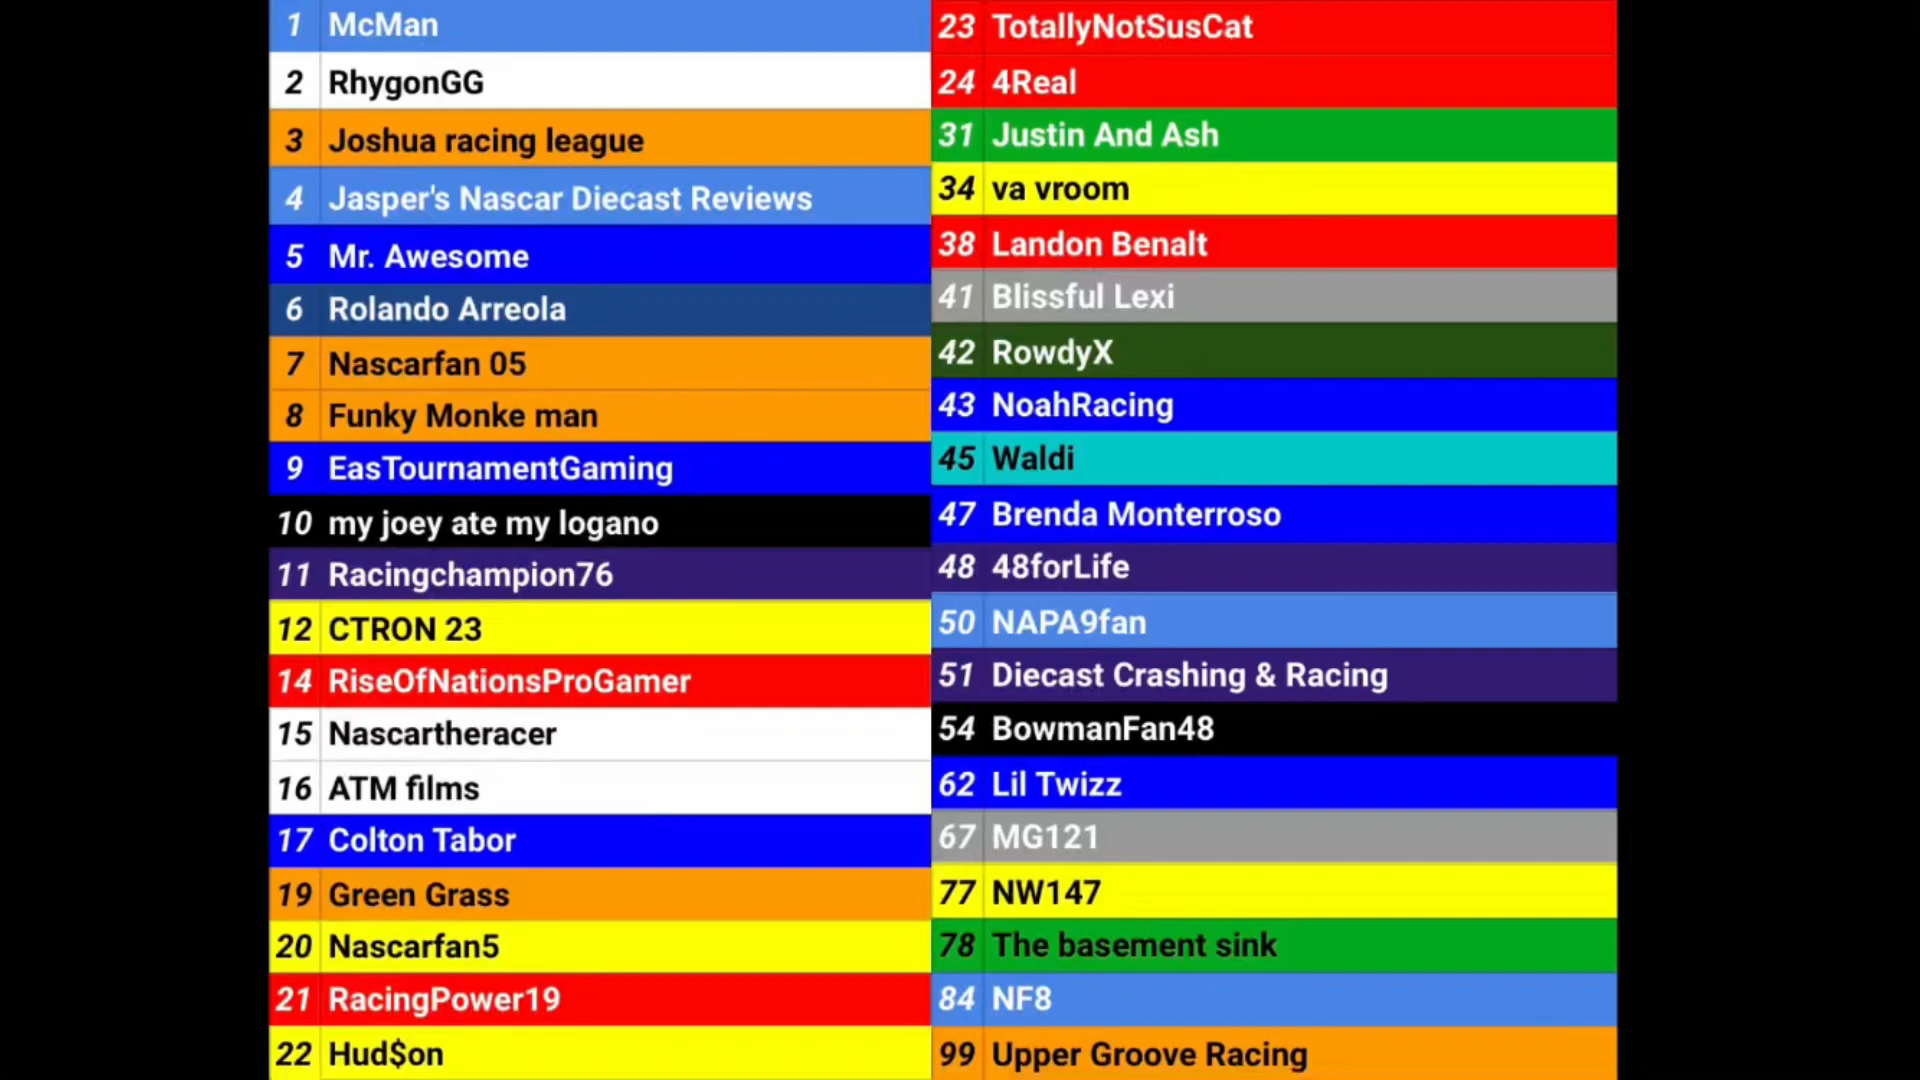 1 McMan
2 RhygonGG
3 Joshua racing league
4 Jasper's Nascar Diecast Reviews
5 Mr. Awesome
6 Rolando Arreola
7 Nascarfan 05
8 Funky Monke man
9 EasTournamentGaming
10 my joey ate my logano
11 Racingchampion76
12 CTRON 23
14 RiseOfNationsProGamer
15 Nascartheracer
16 ATM films
17 Colton Tabor
19 Green Grass
20 Nascarfan5
21 RacingPower19
22 Hud$on
23 TotallyNotSusCat
24 4Real
31 Justin And Ash
34 va vroom
38 Landon Benalt
41 Blissful Lexi
42 RowdyX
43 NoahRacing
45 Waldi
47 Brenda Monterroso
48 48forLife
50 NAPA9fan
51 Diecast Crashing & Racing
54 BowmanFan48
62 Lil Twizz
67 MG121
77 NW147
78 The basement sink
84 NF8
99 Upper Groove Racing